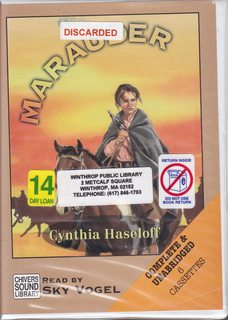 DISCARDED
MARAUDER
WINTHROP PUBLIC LIBRARY
2 METCALF SQUARE
WINTHROP, MA 02152
TELEPHONE: (617) 846-1703
14
DAY LOAN
RETURN INSIDE
DO NOT USE
BOOK RETURN
Cynthia Haseloff
COMPLETE &
UNABRIDGED
6
CASSETTES
CHIVERS
SOUND
LIBRARY
READ BY
SKY VOGEL